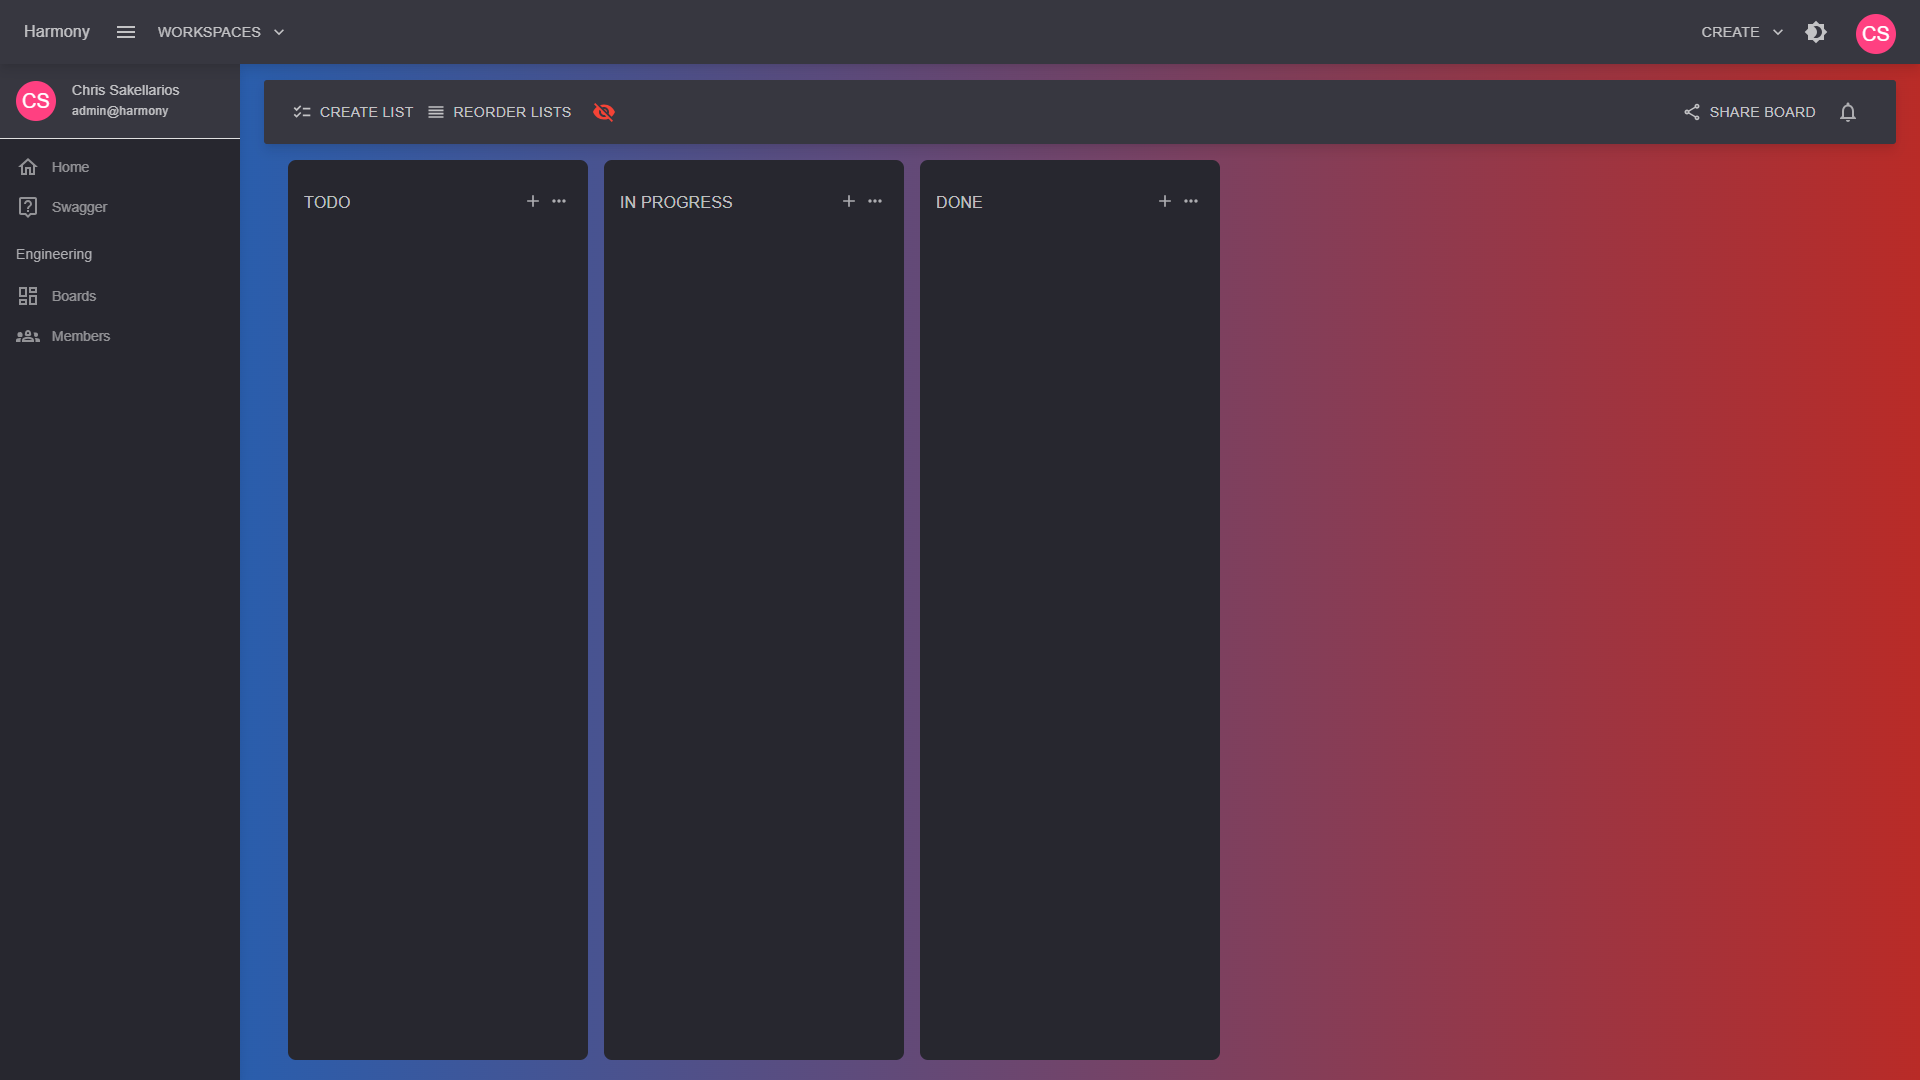 Harmony
WORKSPACES
CREATE
CS
CS
Chris Sakellarios
admin@harmony
Home
Swagger
Engineering
Boards
Members
CREATE LIST
REORDER LISTS
SHARE BOARD
TODO
IN PROGRESS
DONE